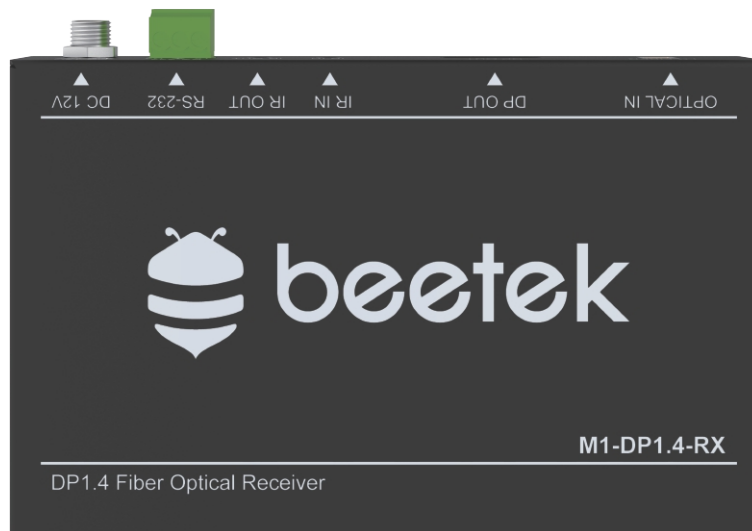 DC 12V RS-232 IR OUT IR IN DP OUT OPTICAL IN
beetek
M1-DP1.4-RX
DP1.4 Fiber Optical Receiver